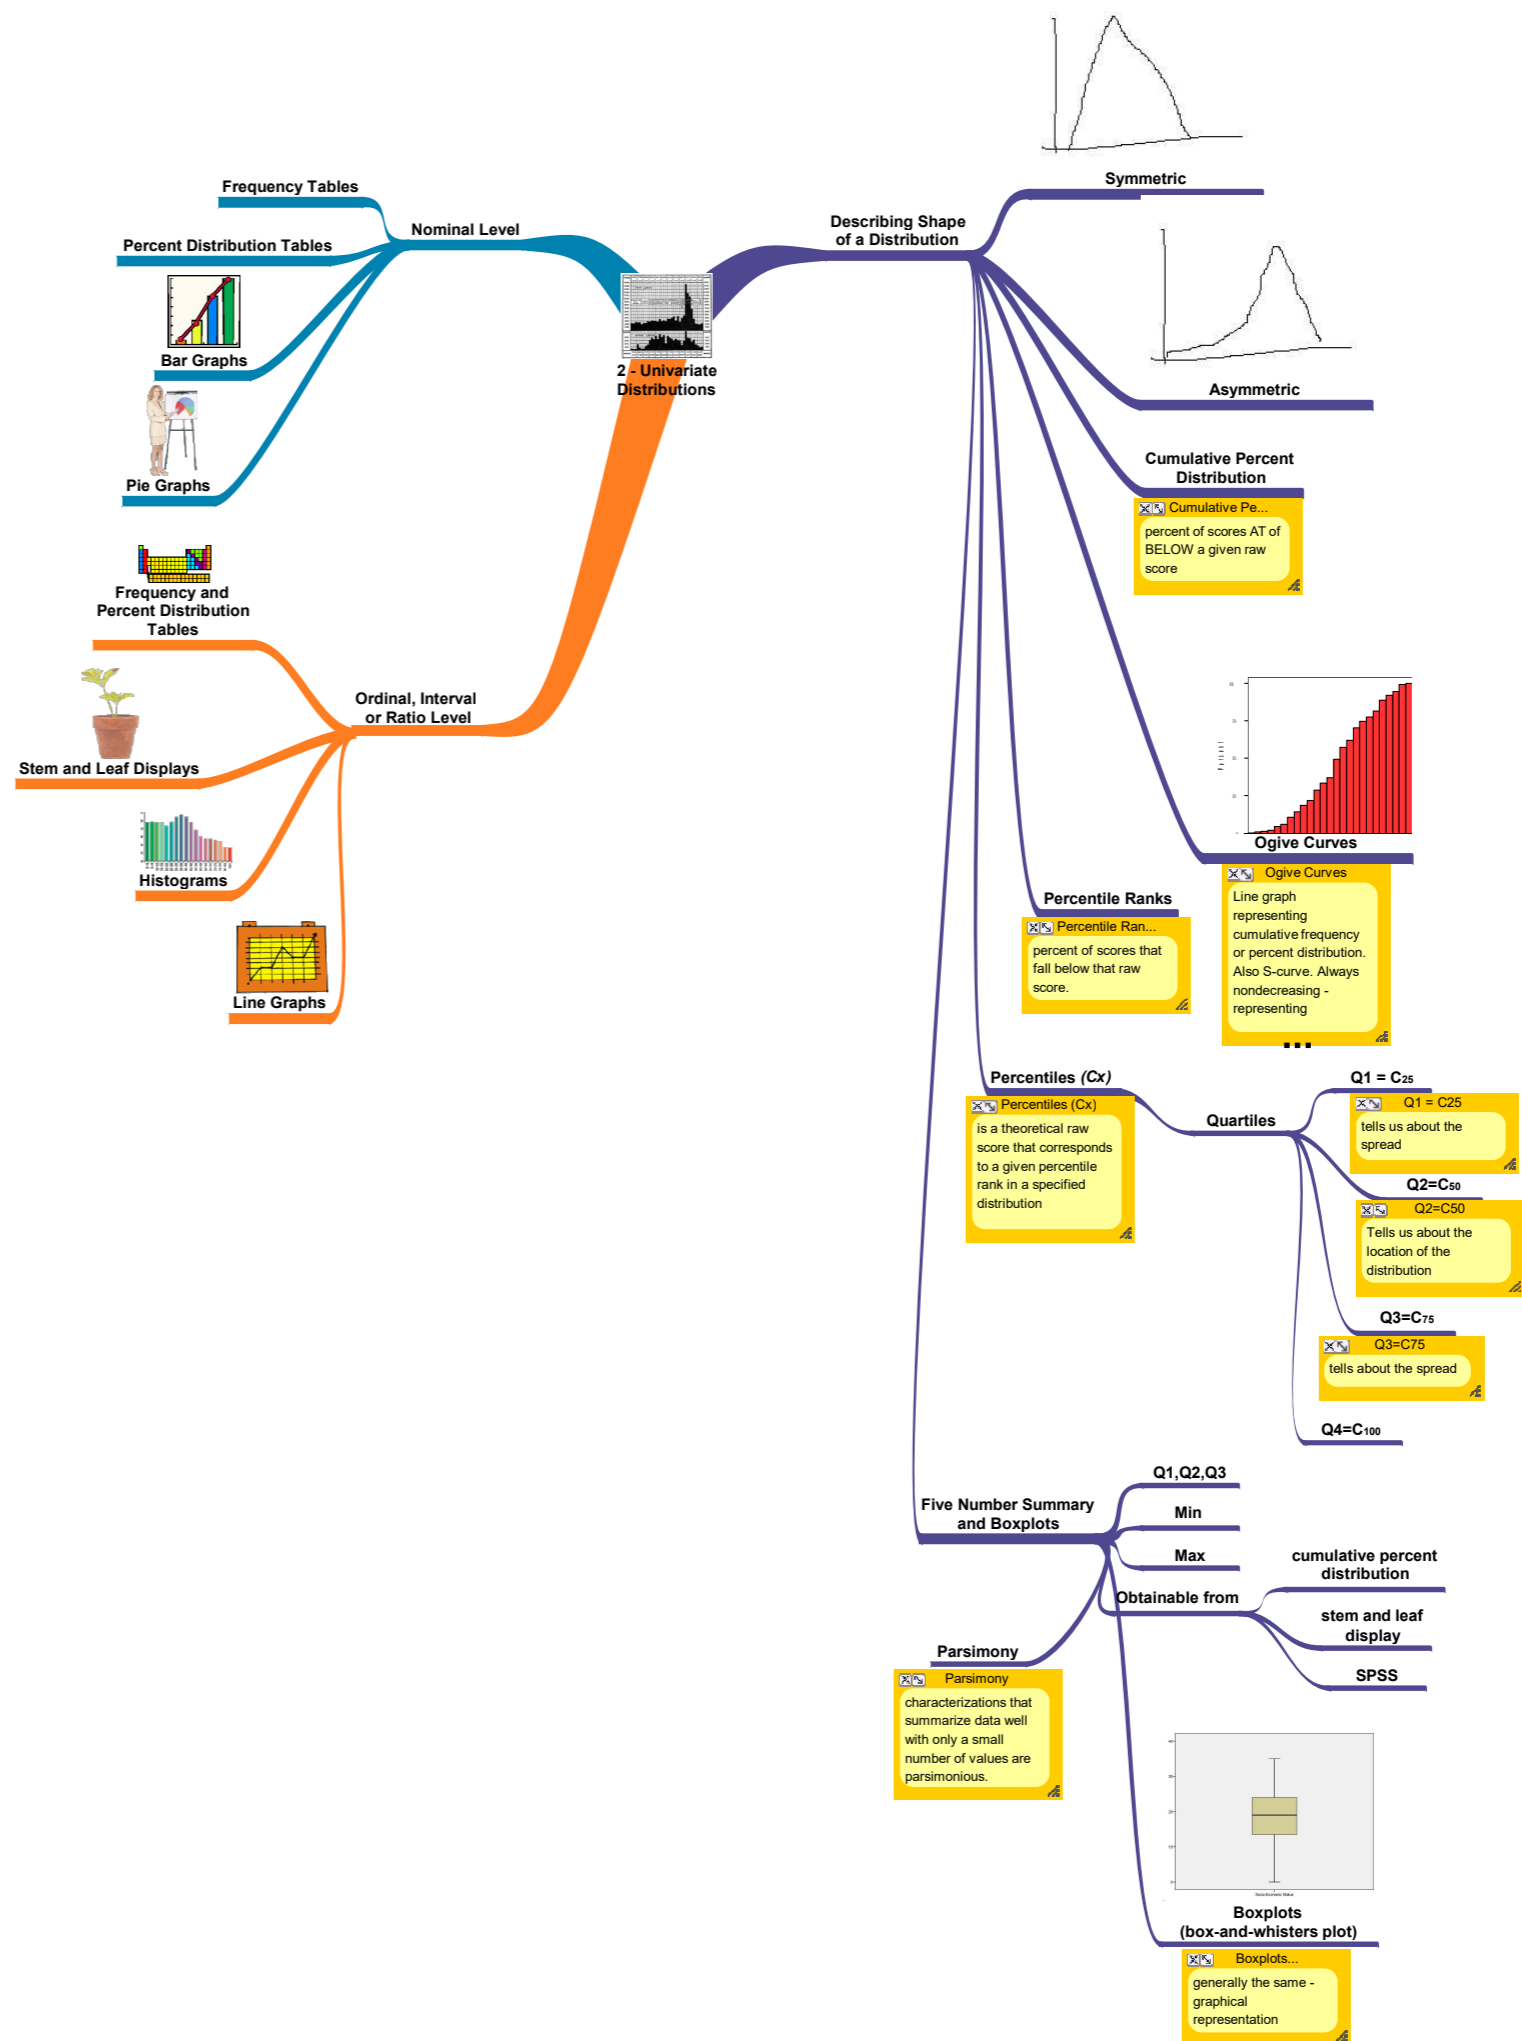 Symmetric
Frequency Tables
Nominal Level
Percent Distribution Tables
Bar Graphs
Pie Graphs
Describing Shape
of a Distribution
2 - Univariate
Distributions
Asymmetric
Cumulative Percent
Distribution
Cumulative Pe...
percent of scores AT of
BELOW a given raw
score
Frequency and
Percent Distribution
Tables
Ordinal, Interval
or Ratio Level
Stem and Leaf Displays
Histograms
Line Graphs
Percent
Ogive Curves
Ogive Curves
Line graph
representing
cumulative frequency
or percent distribution.
Also S-curve. Always
nondecreasing -
representing
...
Percentile Ranks
Percentile Ran...
percent of scores that
fall below that raw
score.
Percentiles (Cx)
Percentiles (Cx)
is a theoretical raw
score that corresponds
to a given percentile
rank in a specified
distribution
Quartiles
Q1 = C25
Q1 = C25
tells us about the
spread
Q2=C50
Q2=C50
Tells us about the
location of the
distribution
Q3=C75
Q3=C75
tells about the spread
Q4=C100
Five Number Summary
and Boxplots
Q1,Q2,Q3
Min
Max
Obtainable from
cumulative percent
distribution
stem and leaf
display
SPSS
Parsimony
Parsimony
characterizations that
summarize data well
with only a small
number of values are
parsimonious.
Socio-Economic Status
Boxplots
(box-and-whisters plot)
Boxplots...
generally the same -
graphical
representation